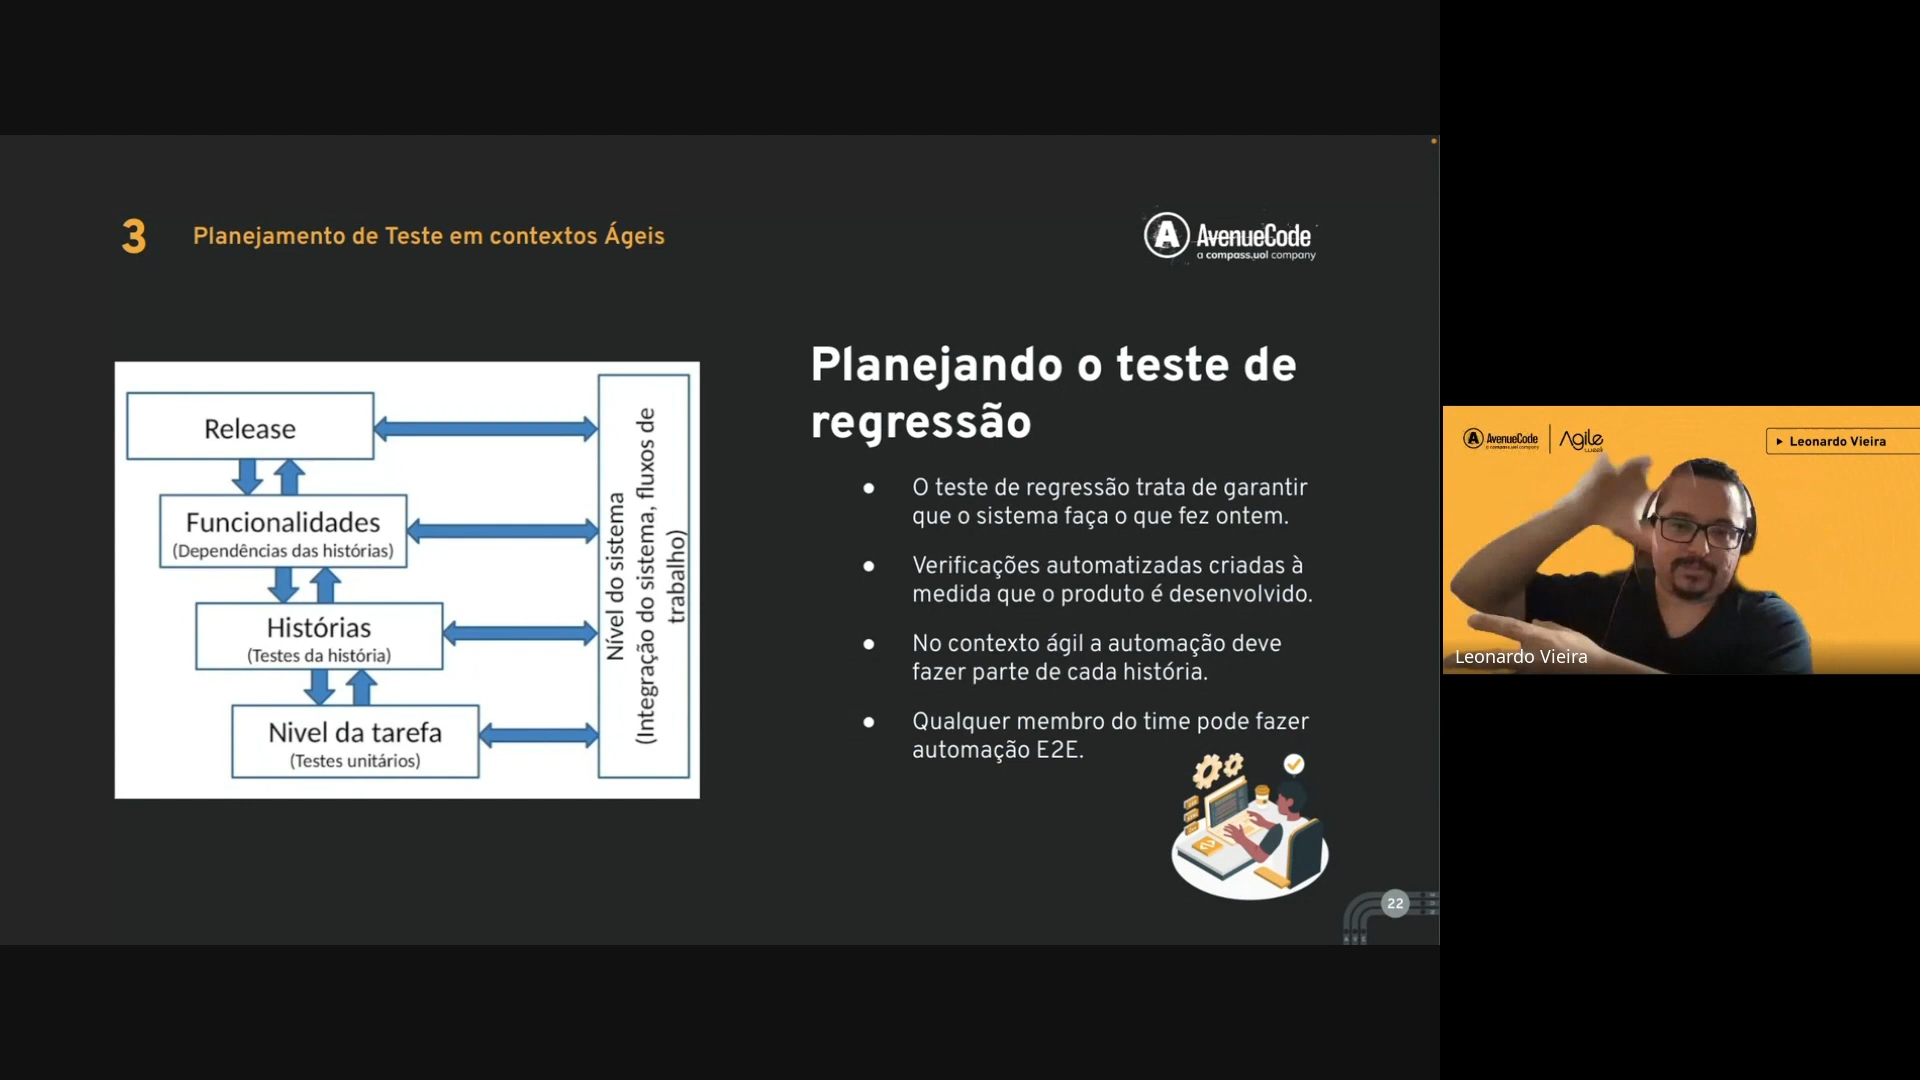 3 Planejamento de Teste em contextos Ágeis
AvenueCode
a compass.uol company
Release
Funcionalidades
(Dependências das histórias)
Histórias
(Testes da história)
Nivel da tarefa
(Testes unitários)
Nível do sistema
(Integração do sistema, fluxos de
trabalho)
Planejando o teste de
regressão
● O teste de regressão trata de garantir
que o sistema faça o que fez ontem.
● Verificações automatizadas criadas à
medida que o produto é desenvolvido.
● No contexto ágil a automação deve
fazer parte de cada história.
● Qualquer membro do time pode fazer
automação E2E.
22
AvenueCode
a compass.uol company
Agile
week
Leonardo Vieira
Leonardo Vieira